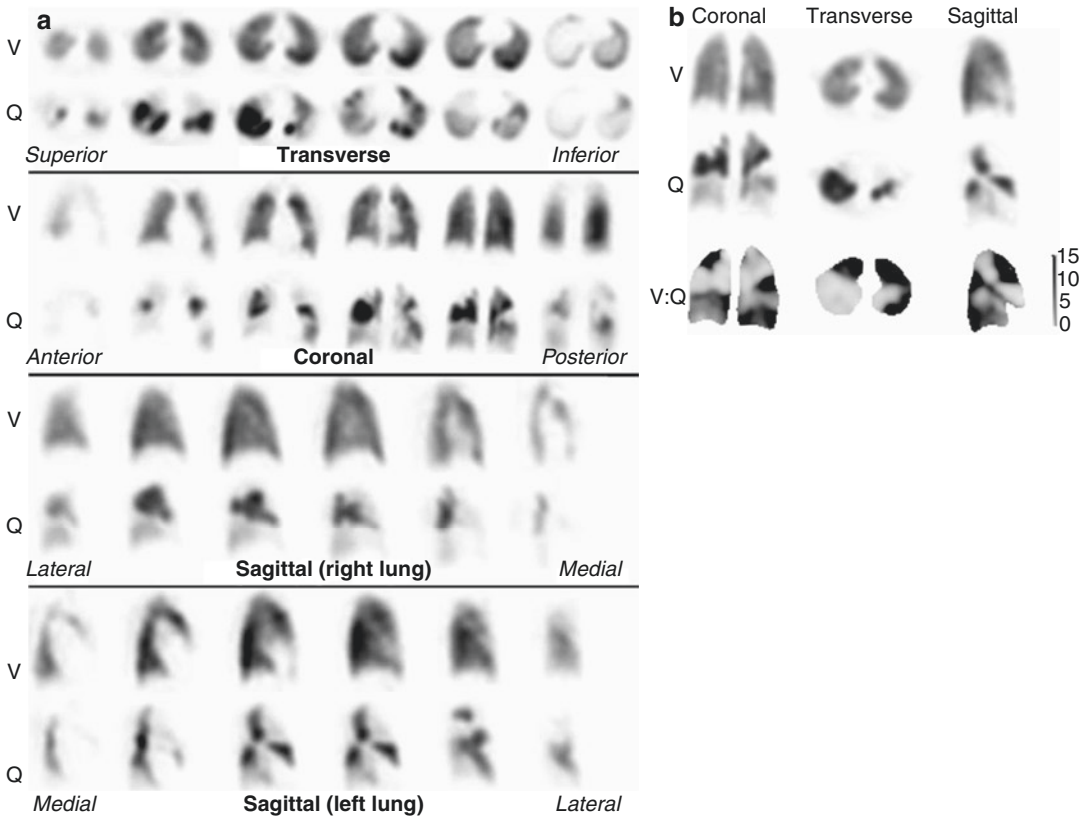 a
V
Q
Superior Transverse Inferior
V
Q
Anterior Coronal Posterior
V
Q
Lateral Sagittal (right lung) Medial
V
Q
Medial Sagittal (left lung) Lateral
b Coronal Transverse Sagittal
V
Q
V:Q
15
10
5
0